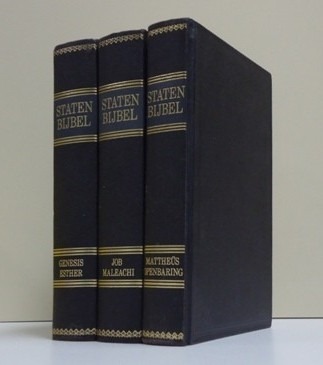 STATEN
BIJBEL
GENESIS
ESTHER
STATEN
BIJBEL
JOB
MALEACHI
STATEN
BIJBEL
MATTHEÜS
OPENBARING